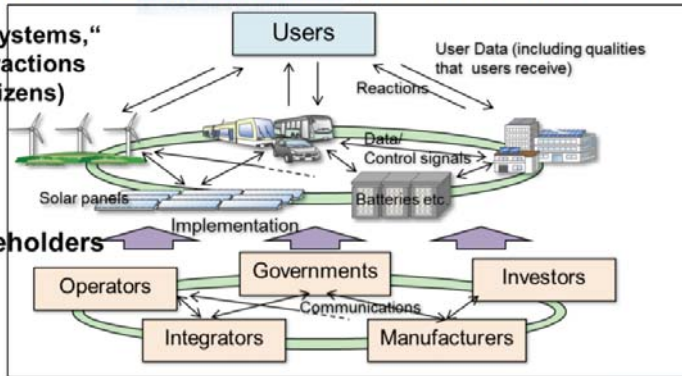 Users
ystems,“
actions
izens)
User Data (including qualities
that users receive)
Reactions
Data/
Control signals
Solar panels
Batteries etc.
Implementation
eholders
Governments
Operators
Investors
Communications
Integrators
Manufacturers